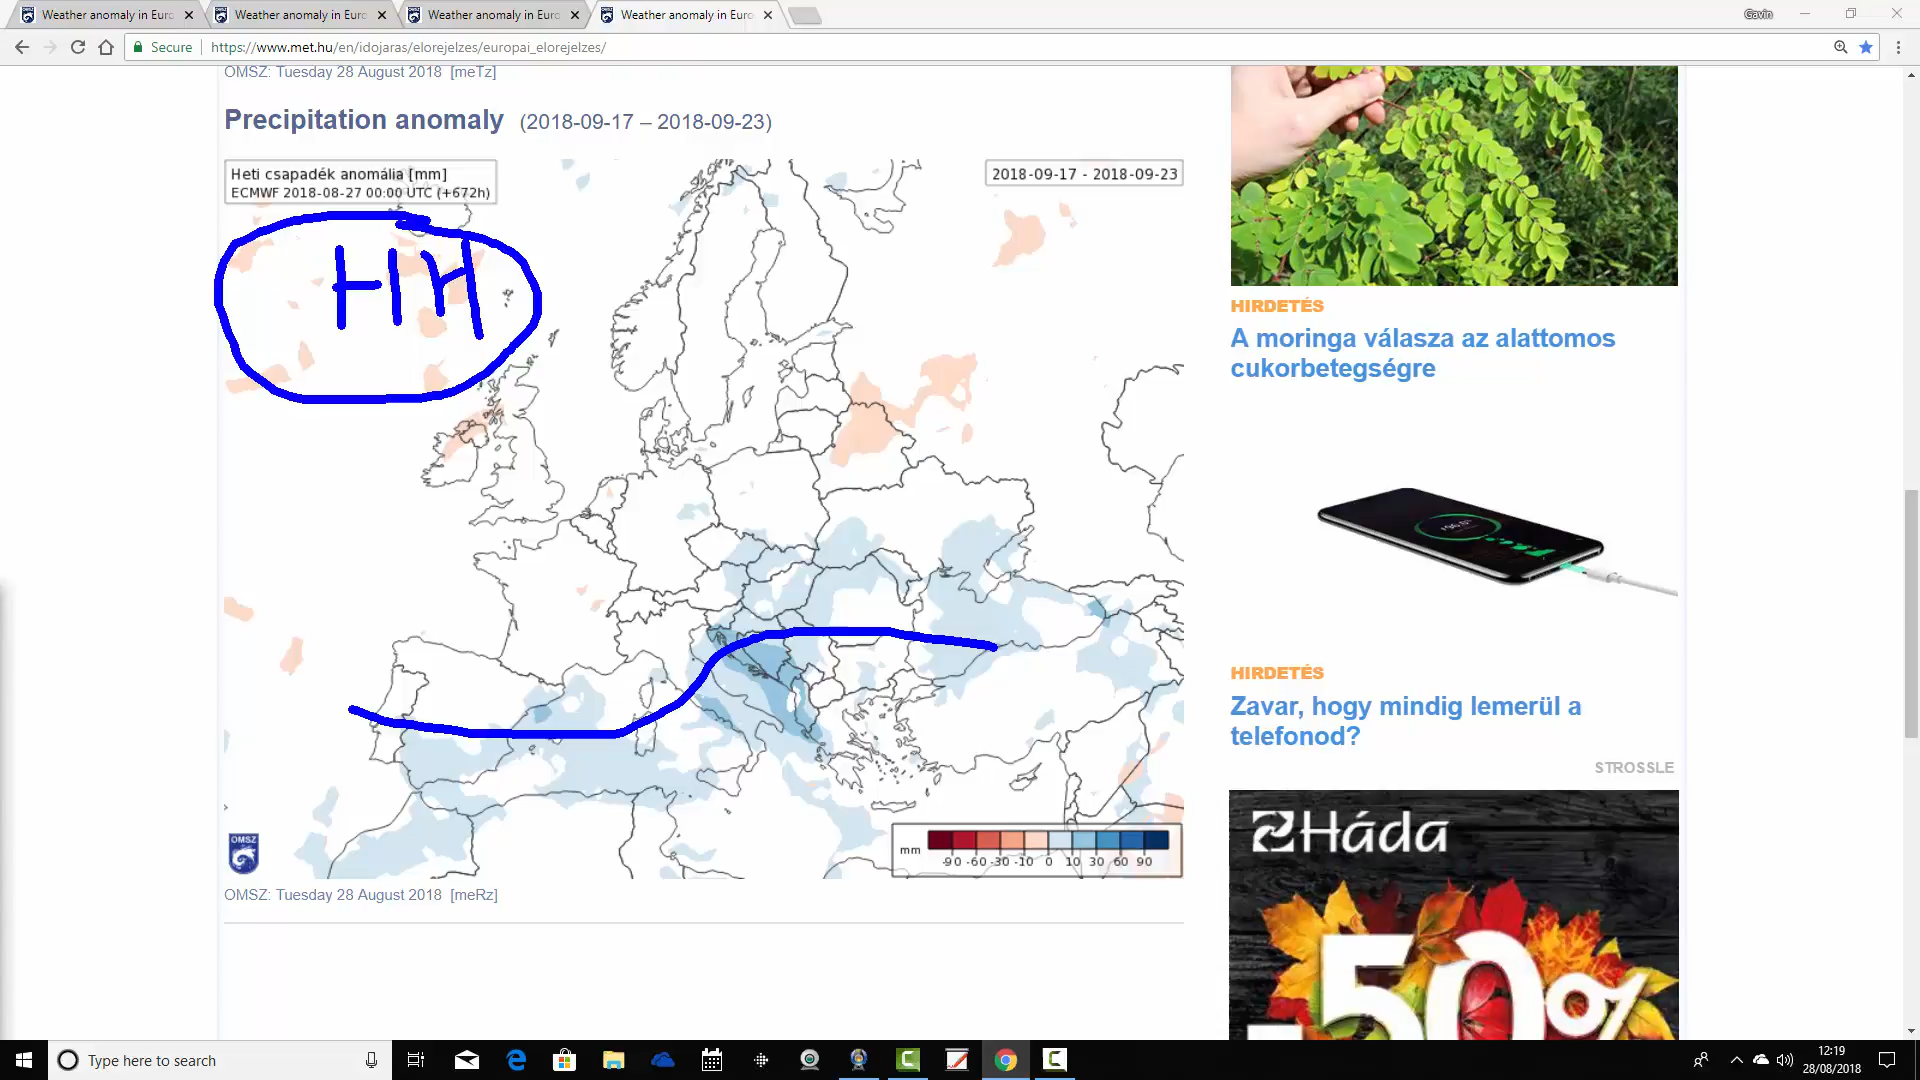 Weather anomaly in Euro
Weather anomaly in Euro
Weather anomaly in Euro
Weather anomaly in Euro
Gavin
Secure
https://www.met.hu/en/idojaras/elorejelzes/europai_elorejelzes/
OMSZ: Tuesday 28 August 2018 [meTz]
Precipitation anomaly (2018-09-17 – 2018-09-23)
Heti csapadék anomália [mm]
ECMWF 2018-08-27 00:00 UTC (+672h)
2018-09-17 - 2018-09-23
HH
OMSZ
mm
-90 -60 -30 -10 0 10 30 60 90
OMSZ: Tuesday 28 August 2018 [meRz]
HIRDETÉS
A moringa válasza az alattomos
cukorbetegségre
HIRDETÉS
Zavar, hogy mindig lemerül a
telefonod?
STROSSLE
Háda
-50%
Type here to search
12:19
28/08/2018